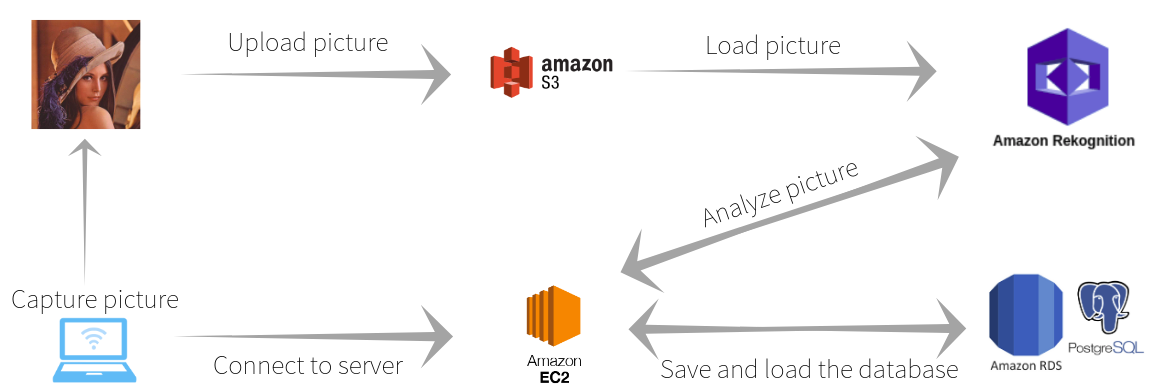 Upload picture
amazon
S3
Load picture
Amazon Rekognition
Analyze picture
Capture picture
Connect to server
Amazon
EC2
Save and load the database
Amazon RDS
PostgreSQL